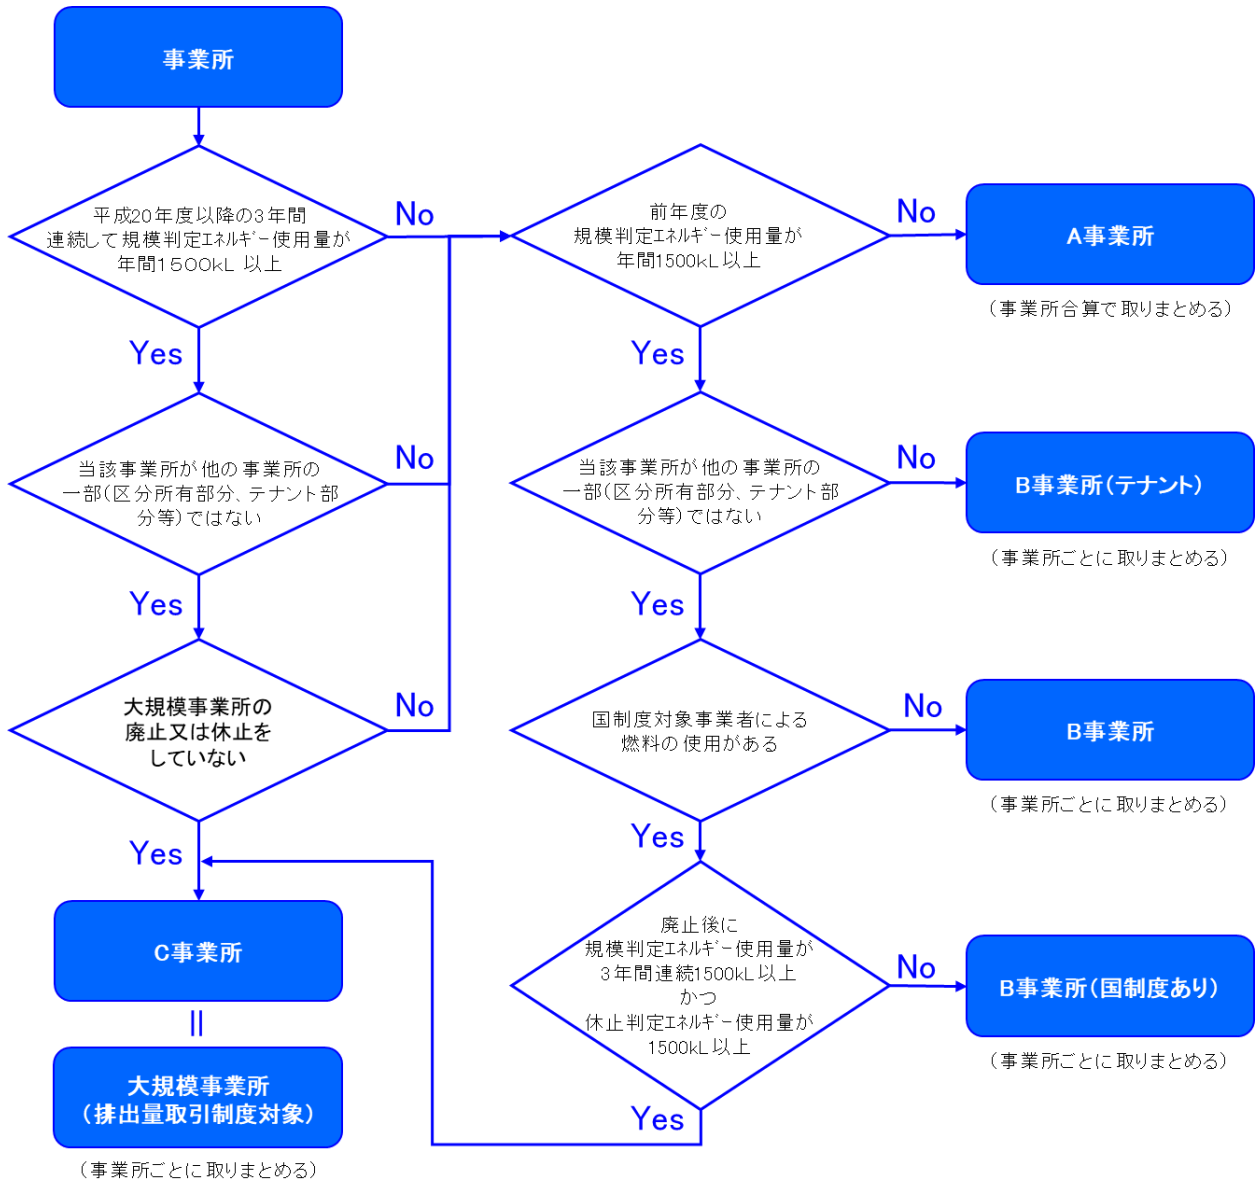 事業所
平成20年度以降の3年間
連続して規模判定エネルギー使用量が
年間1500kL 以上
No
Yes
当該事業所が他の事業所の
一部(区分所有部分、テナント部
分等)ではない
No
Yes
大規模事業所の
廃止又は休止を
していない
No
Yes
C事業所
||
大規模事業所
(排出量取引制度対象)
(事業所ごとに取りまとめる)
前年度の
規模判定エネルギー使用量が
年間1500kL以上
No
Yes
A事業所
(事業所合算で取りまとめる)
当該事業所が他の事業所の
一部(区分所有部分、テナント部
分等)ではない
No
Yes
B事業所(テナント)
(事業所ごとに取りまとめる)
国制度対象事業者による
燃料の使用がある
No
Yes
B事業所
(事業所ごとに取りまとめる)
廃止後に
規模判定エネルギー使用量が
3年間連続1500kL以上
かつ
休止判定エネルギー使用量が
1500kL以上
No
Yes
B事業所(国制度あり)
(事業所ごとに取りまとめる)